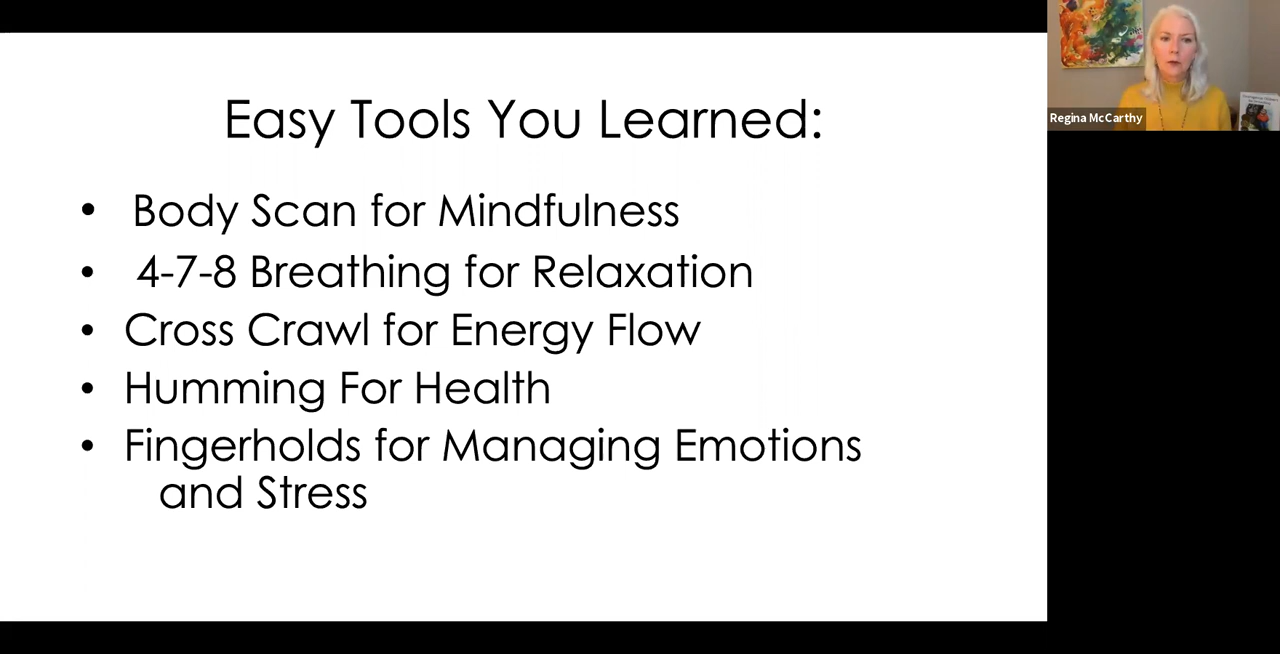 Easy Tools You Learned:
• Body Scan for Mindfulness
• 4-7-8 Breathing for Relaxation
• Cross Crawl for Energy Flow
• Humming For Health
• Fingerholds for Managing Emotions
and Stress
Regina McCarthy